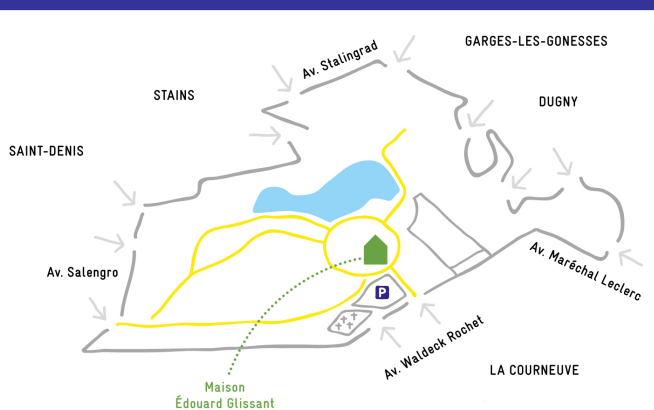 GARGES-LES-GONESSES
Av. Stalingrad
STAINS
DUGNY
SAINT-DENIS
Av. Salengro
Av. Maréchal Leclerc
P
Av. Waldeck Rochet
LA COURNEUVE
Maison
Édouard Glissant